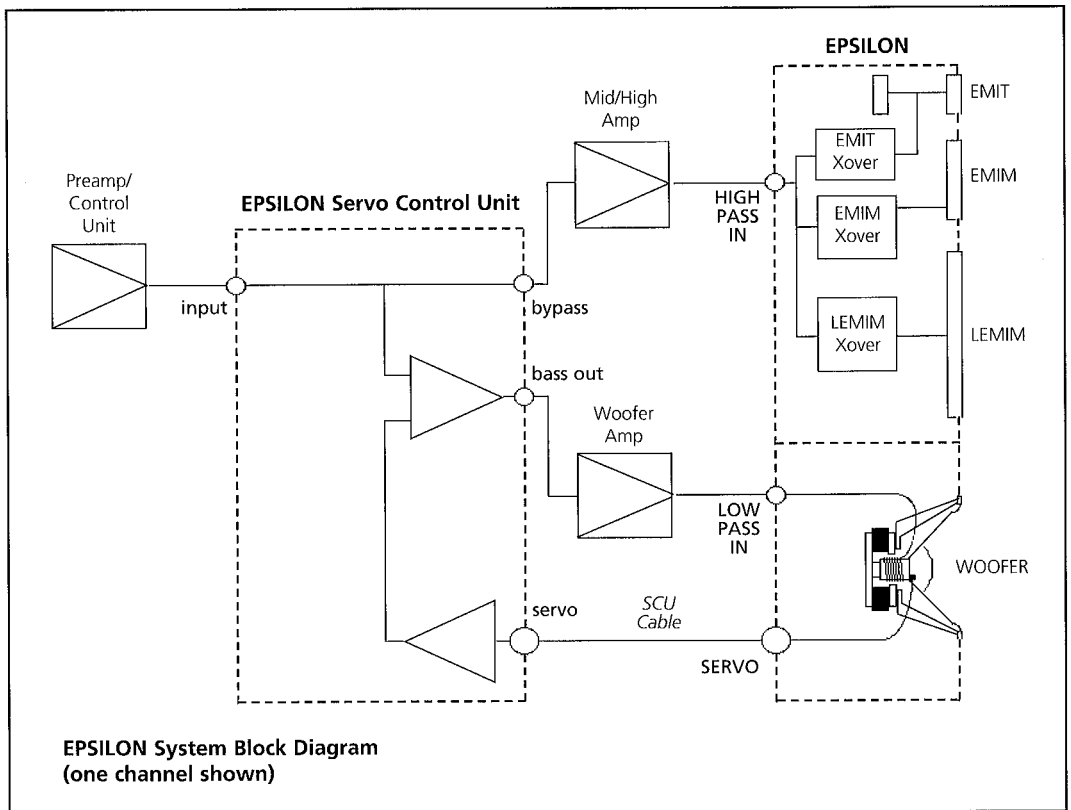 EPSILON
EMIT
Mid/High
Amp
EMIT
Xover
Preamp/
Control
Unit
EPSILON Servo Control Unit
HIGH
PASS
IN
EMIM
Xover
EMIM
input
bypass
LEMIM
Xover
LEMIM
bass out
Woofer
Amp
LOW
PASS
IN
WOOFER
servo
SCU
Cable
SERVO
EPSILON System Block Diagram
(one channel shown)